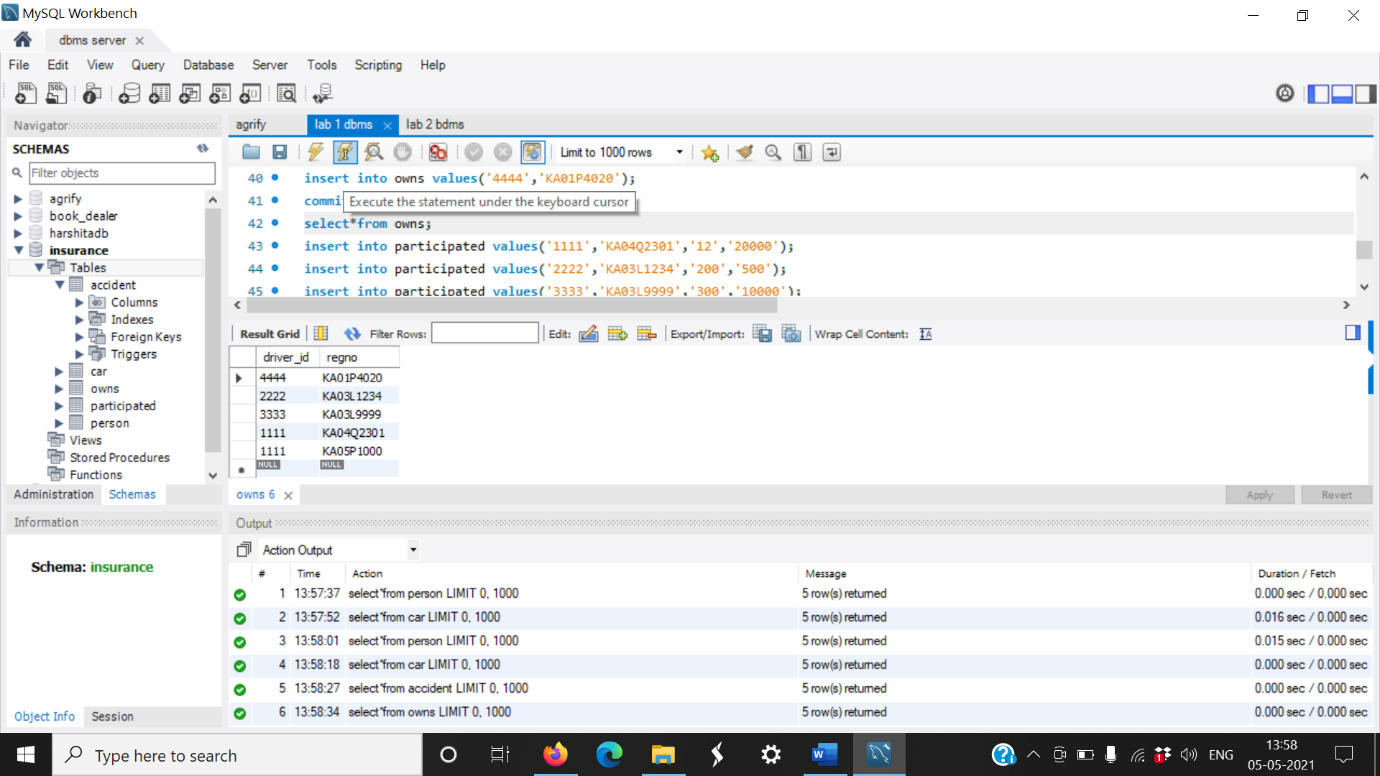 MySQL Workbench
dbms server
File Edit View Query Database Server Tools Scripting Help
Navigator
SCHEMAS
Filter objects
agrify
book_dealer
harshitadb
insurance
Tables
accident
Columns
Indexes
Foreign Keys
Triggers
car
owns
participated
person
Views
Stored Procedures
Functions
Administration Schemas
Information
Schema: insurance
Object Info Session
agrify lab 1 dbms lab 2 bdms
Limit to 1000 rows
40 insert into owns values('4444','KA01P4020');
41 commi
Execute the statement under the keyboard cursor
42 select*from owns;
43 insert into participated values('1111','KA04Q2301','12','20000');
44 insert into participated values('2222','KA03L1234','200','500');
45 insert into participated values('3333','KA03L9999','300','10000');
Result Grid Filter Rows: Edit: Export/Import: Wrap Cell Content:
driver_id regno
4444 KA01P4020
2222 KA03L1234
3333 KA03L9999
1111 KA04Q2301
1111 KA05P1000
NULL NULL
owns 6
Apply Revert
Output
Action Output
# Time Action Message Duration / Fetch
1 13:57:37 select*from person LIMIT 0, 1000 5 row(s) returned 0.000 sec / 0.000 sec
2 13:57:52 select*from car LIMIT 0, 1000 5 row(s) returned 0.016 sec / 0.000 sec
3 13:58:01 select*from person LIMIT 0, 1000 5 row(s) returned 0.015 sec / 0.000 sec
4 13:58:18 select*from car LIMIT 0, 1000 5 row(s) returned 0.000 sec / 0.000 sec
5 13:58:27 select*from accident LIMIT 0, 1000 5 row(s) returned 0.000 sec / 0.000 sec
6 13:58:34 select*from owns LIMIT 0, 1000 5 row(s) returned 0.000 sec / 0.000 sec
Type here to search
ENG
13:58
05-05-2021